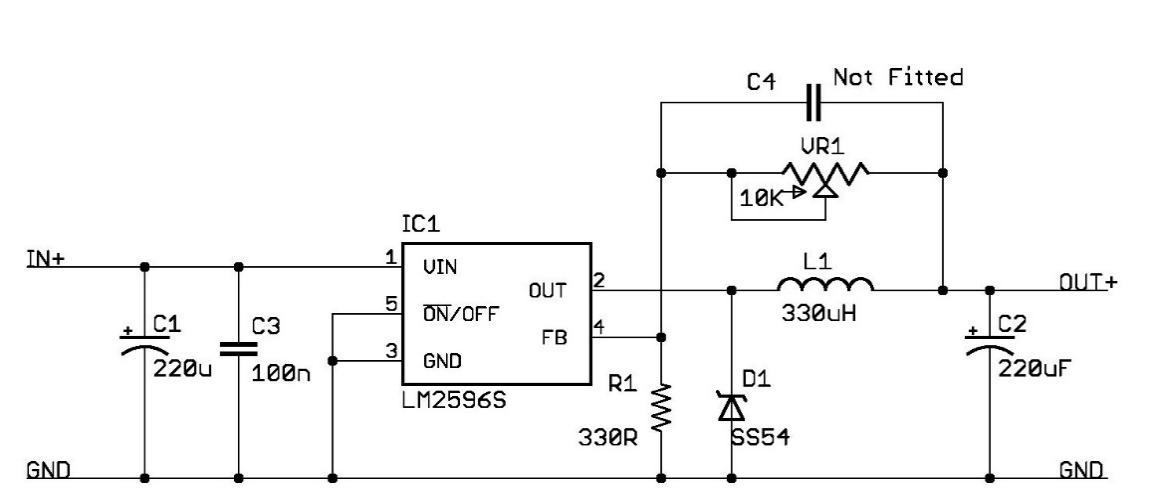 C4 Not Fitted
VR1
10K
IC1
IN+ 1 VIN
L1
OUT 2 OUT+
5 ON/OFF
330uH
C1 C3 FB 4 C2
3 GND
220u 100n 220uF
R1 D1
LM2596S
330R SS54
GND GND